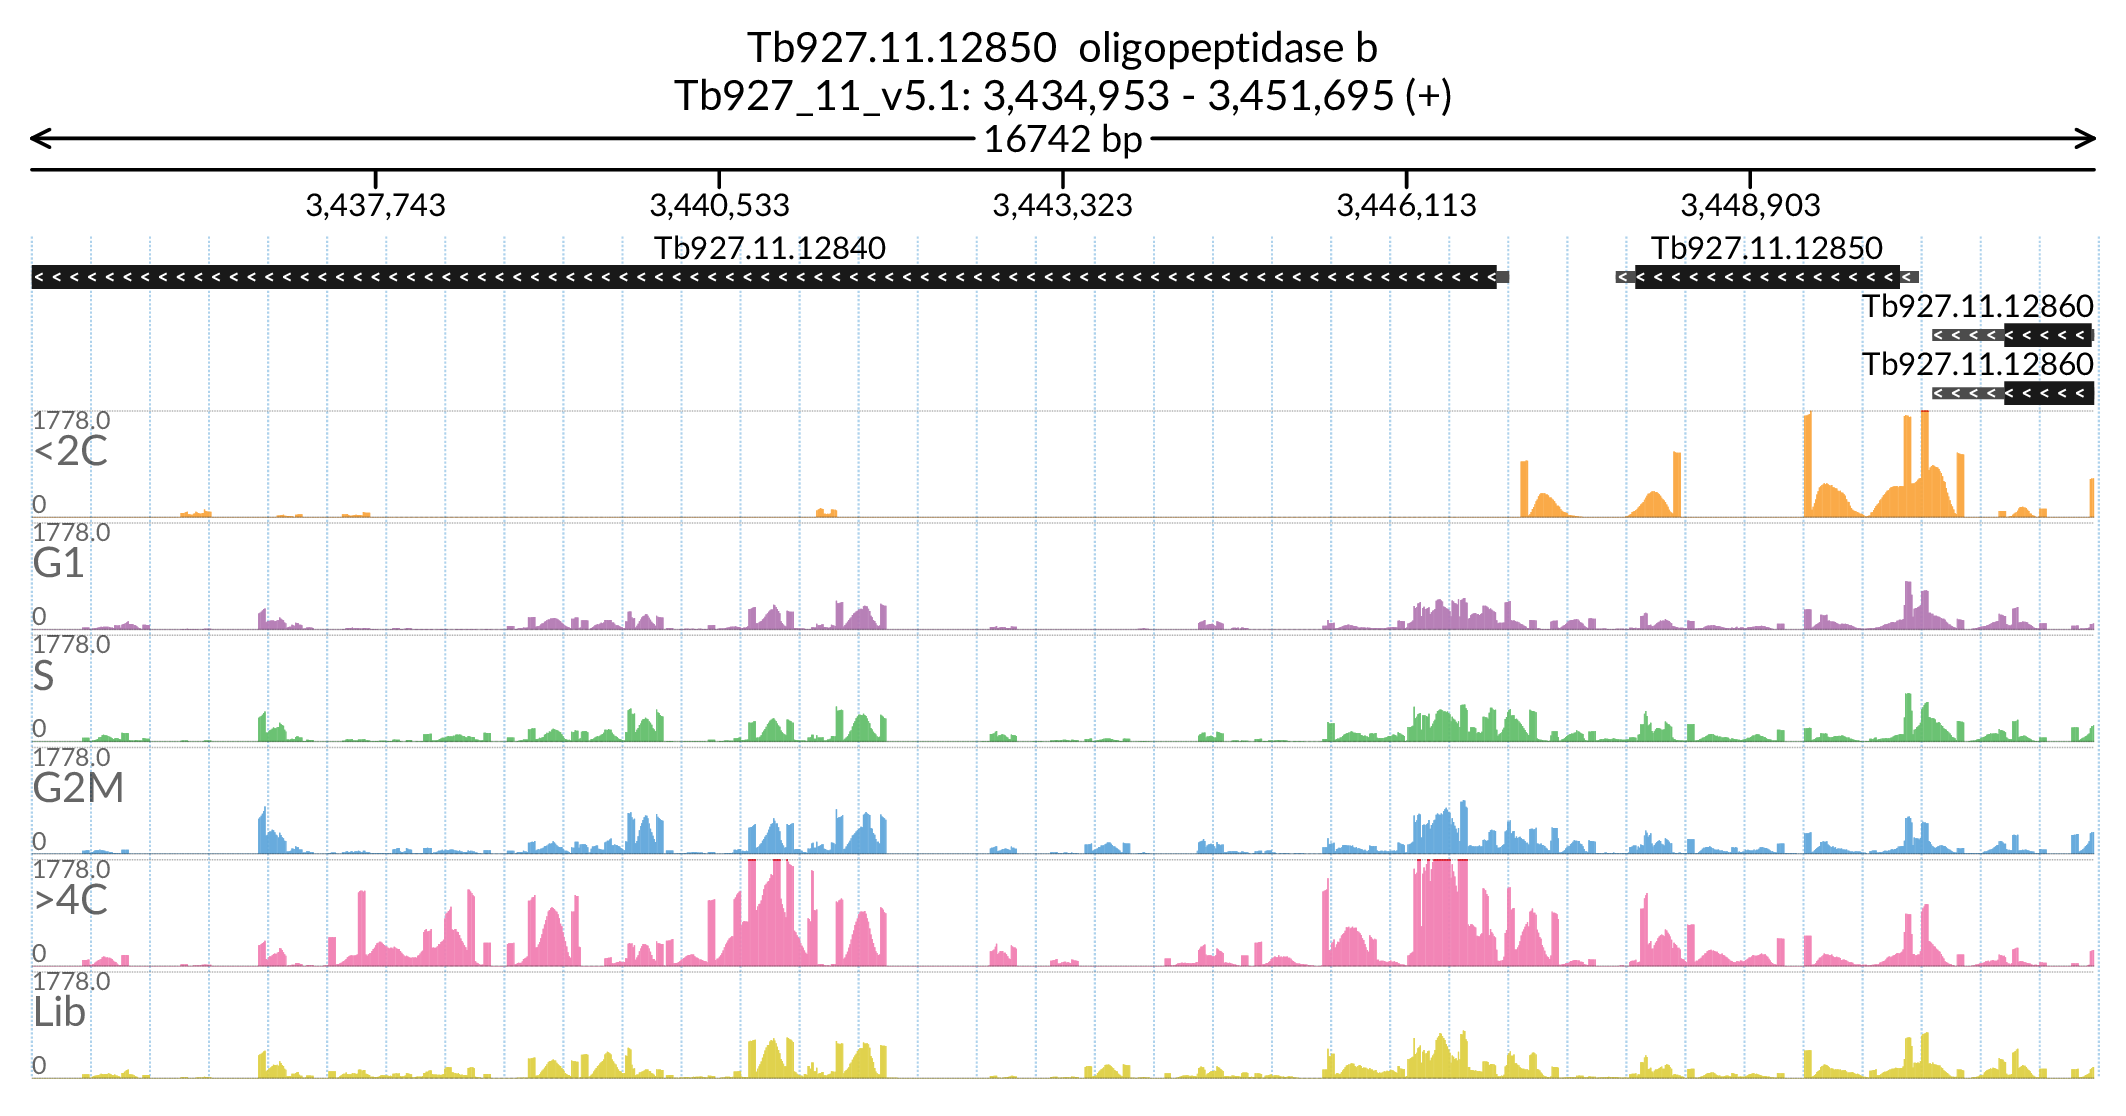 Tb927.11.12850  oligopeptidase b
Tb927_11_v5.1: 3,434,953 - 3,451,695 (+)
16742 bp
3,437,743 3,440,533 3,443,323 3,446,113 3,448,903
Tb927.11.12840 Tb927.11.12850
Tb927.11.12860
Tb927.11.12860
1778.0
<2C
0
1778.0
G1
0
1778.0
S
0
1778.0
G2M
0
1778.0
>4C
0
1778.0
Lib
0